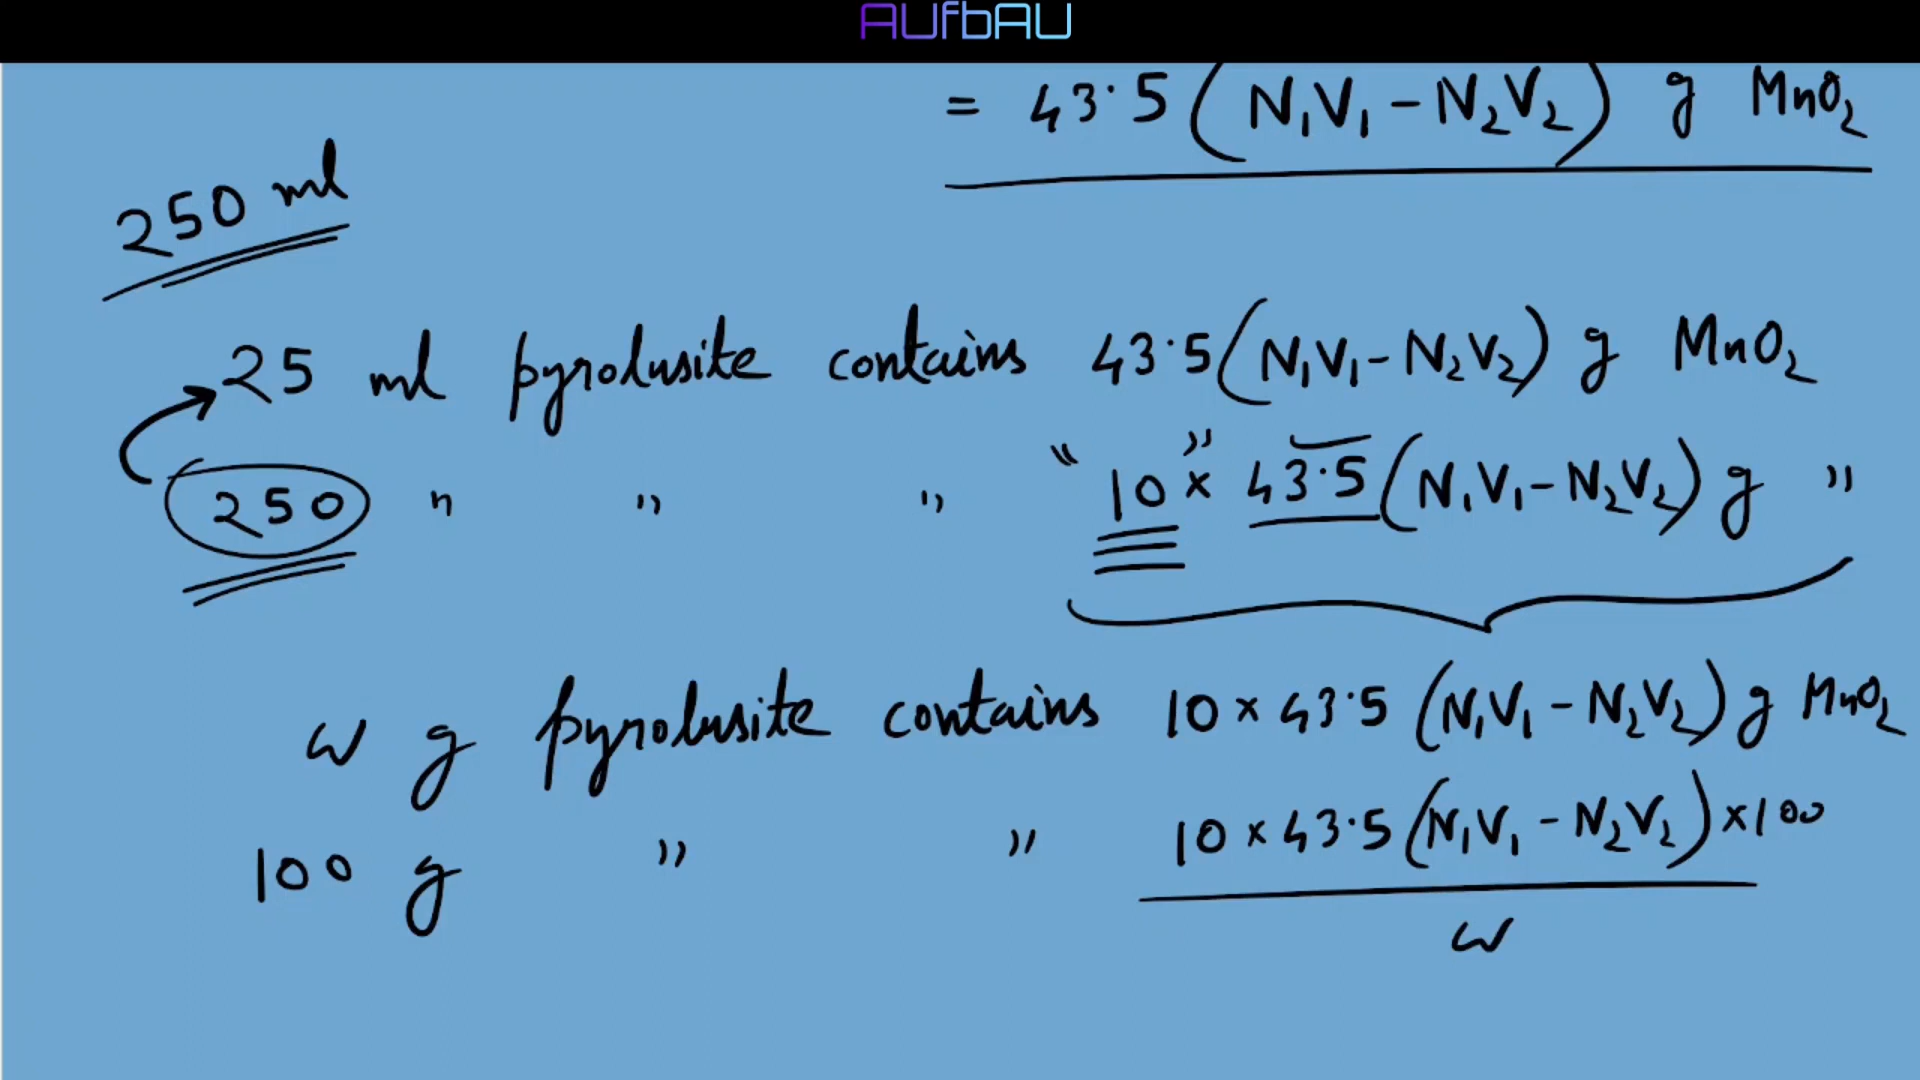 AUFBAU
= 43.5 (N₁V₁ - N₂V₂) g MnO₂
250 ml
25 ml pyrolusite contains 43.5 (N₁V₁ - N₂V₂) g MnO₂
250 " " " "10" × 43.5 (N₁V₁ - N₂V₂) g "
w g pyrolusite contains 10 × 43.5 (N₁V₁ - N₂V₂) g MnO₂
100 g " " 10 × 43.5 (N₁V₁ - N₂V₂) × 100
w